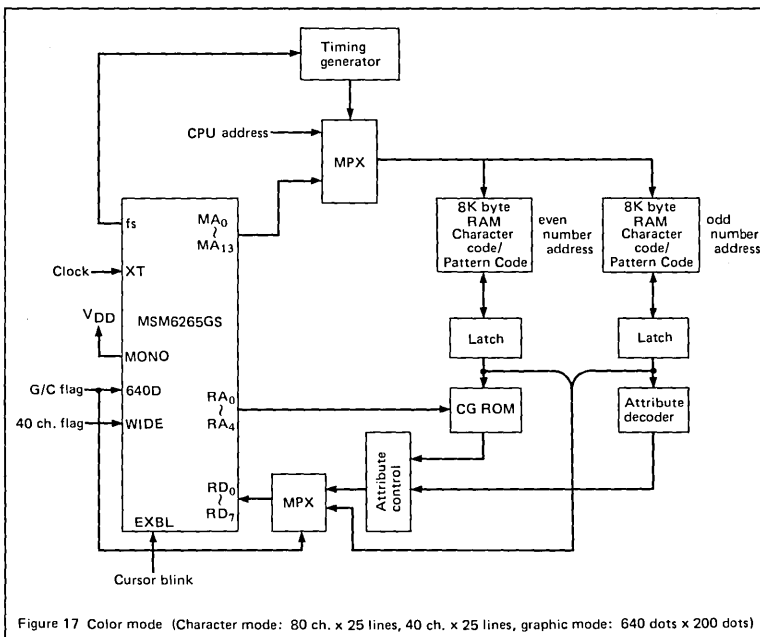 Timing
generator
CPU address
MPX
8K byte
RAM
Character
code/
Pattern Code
even
number
address
8K byte
RAM
Character
code/
Pattern Code
odd
number
address
fs
MA0
~
MA13
Clock
XT
MSM6265GS
VDD
MONO
Latch
Latch
G/C flag
640D
RA0
~
RA4
40 ch. flag
WIDE
CG ROM
Attribute
decoder
Attribute
control
RD0
~
RD7
MPX
EXBL
Cursor blink
Figure 17 Color mode (Character mode: 80 ch. x 25 lines, 40 ch. x 25 lines, graphic mode: 640 dots x 200 dots)